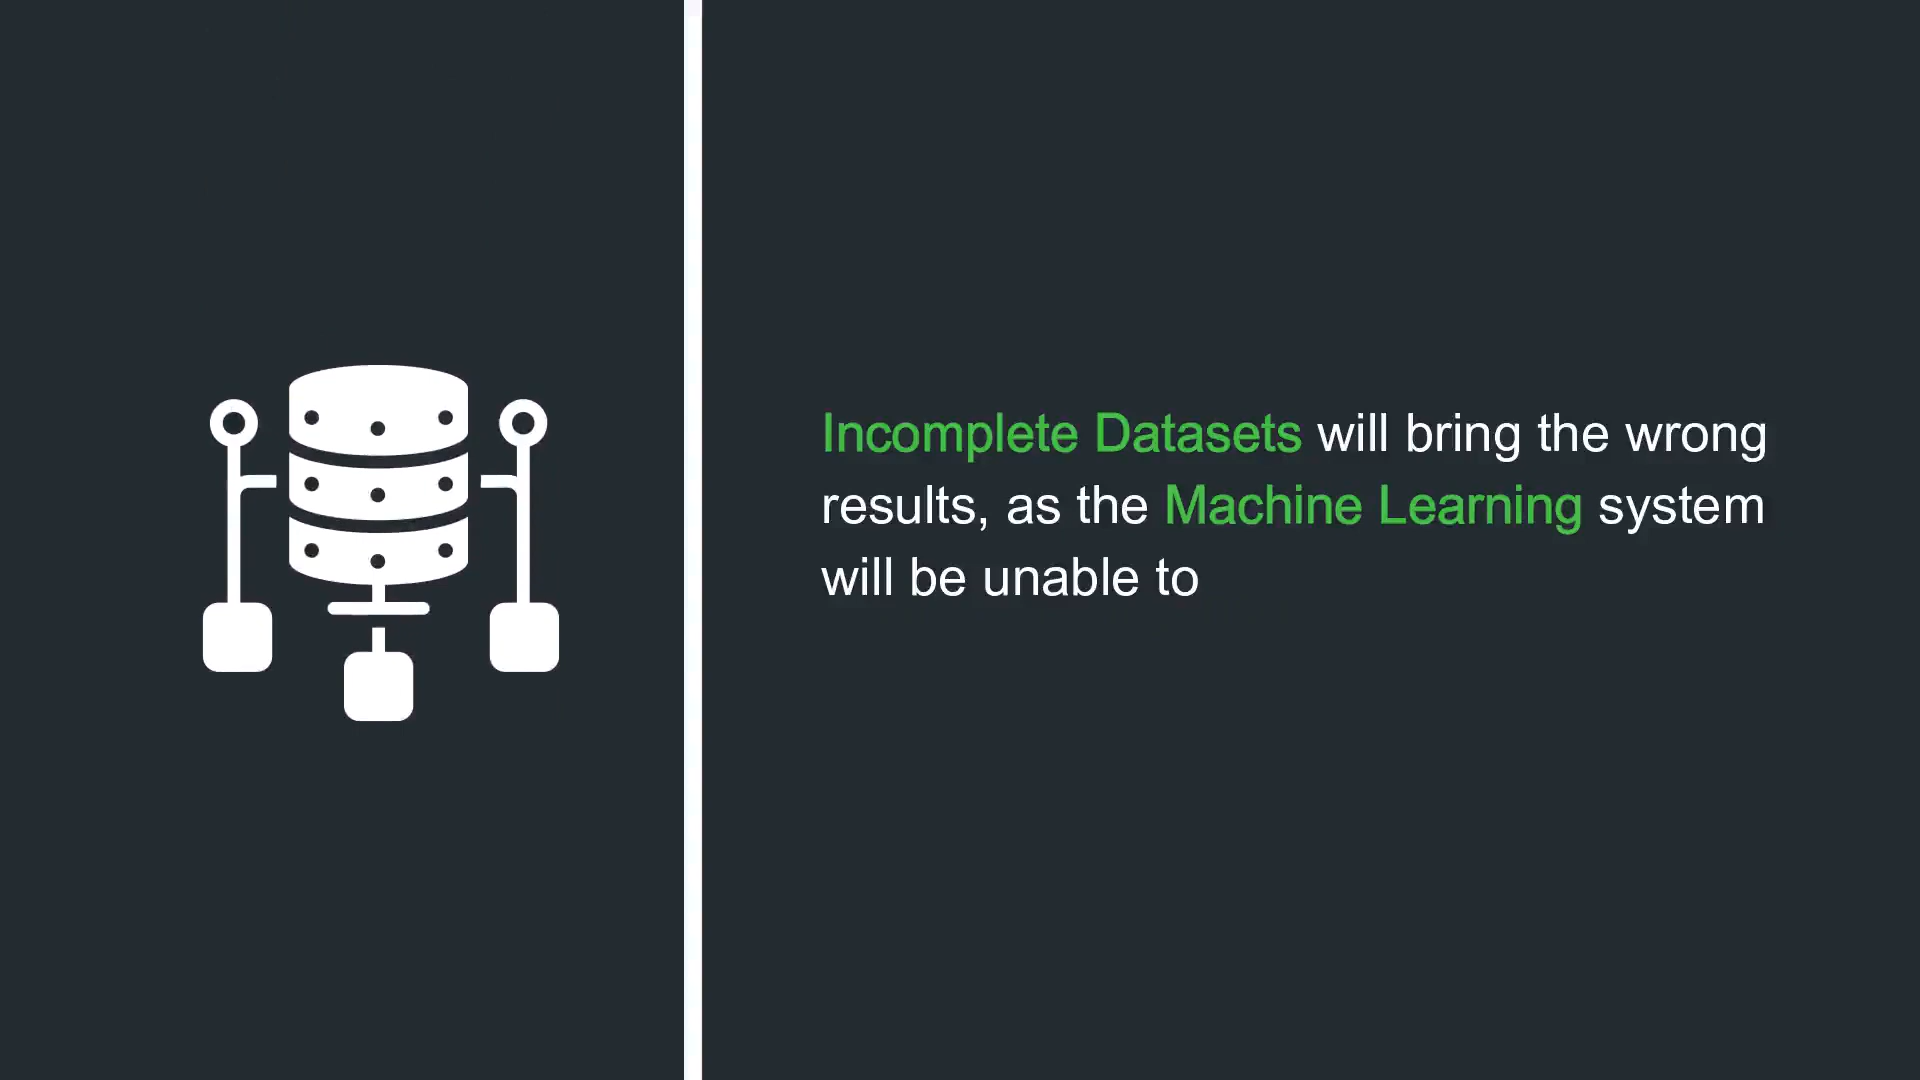 Incomplete Datasets will bring the wrong
results, as the Machine Learning system
will be unable to